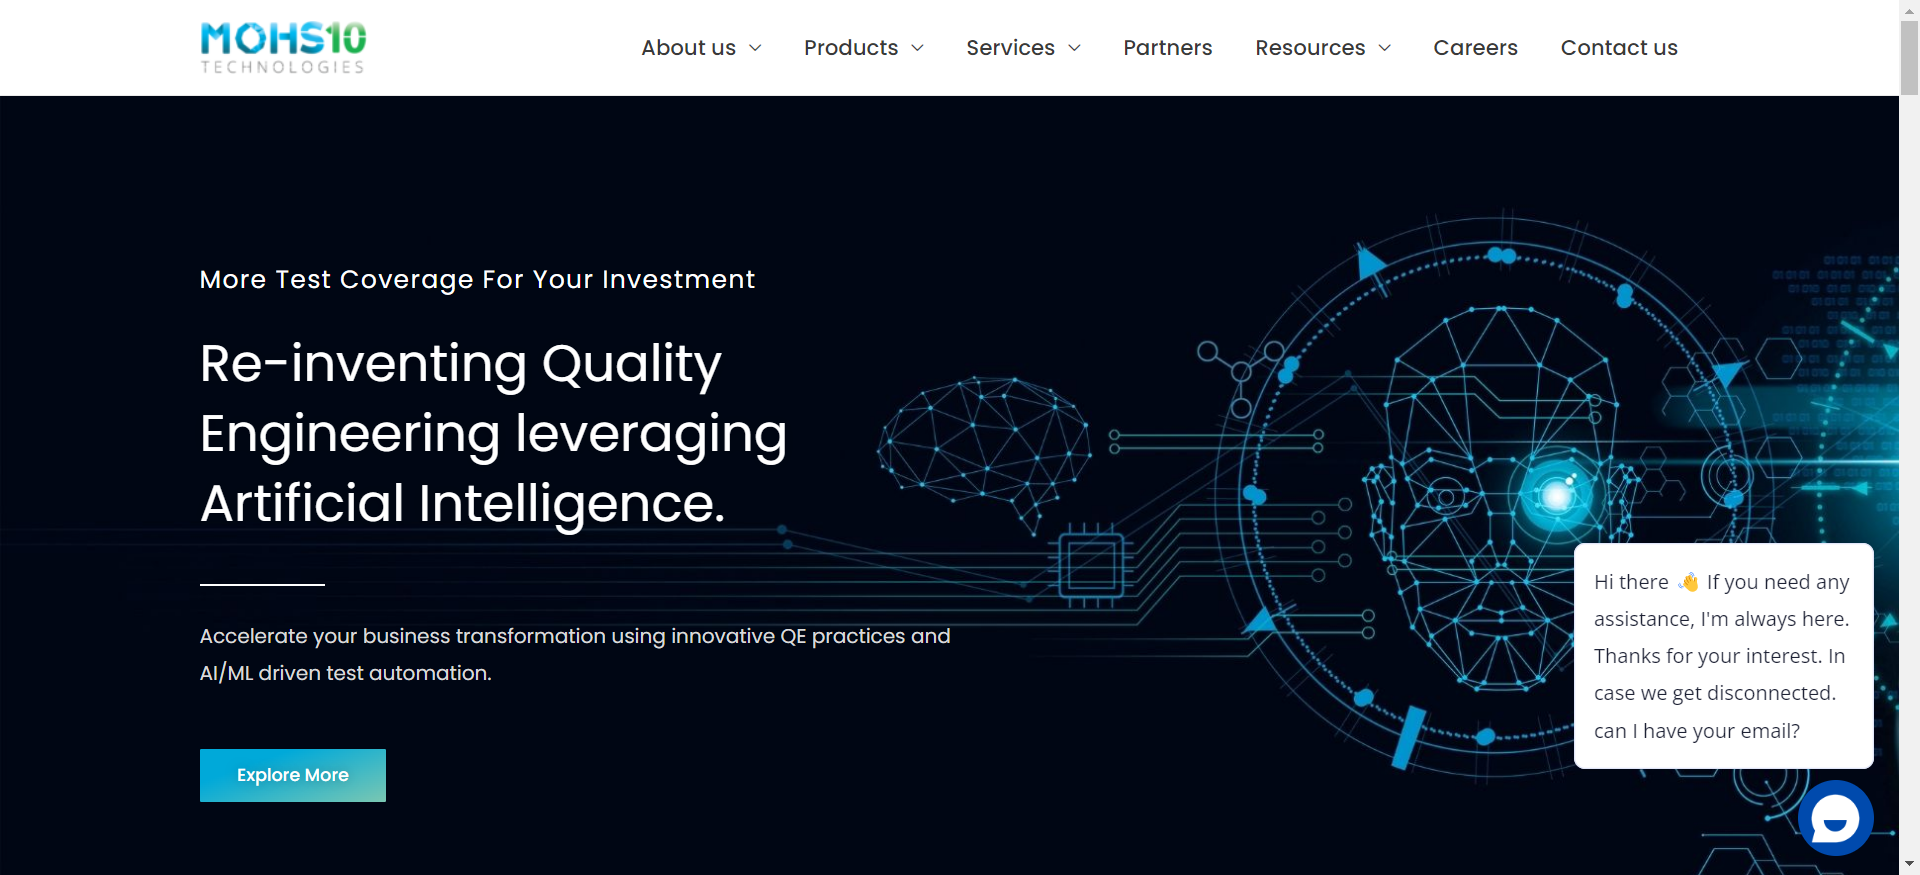 MOHS10
TECHNOLOGIES
About us
Products
Services
Partners
Resources
Careers
Contact us
More Test Coverage For Your Investment
Re-inventing Quality
Engineering leveraging
Artificial Intelligence.
Accelerate your business transformation using innovative QE practices and
AI/ML driven test automation.
Explore More
Hi there 👋 If you need any
assistance, I'm always here.
Thanks for your interest. In
case we get disconnected.
can I have your email?